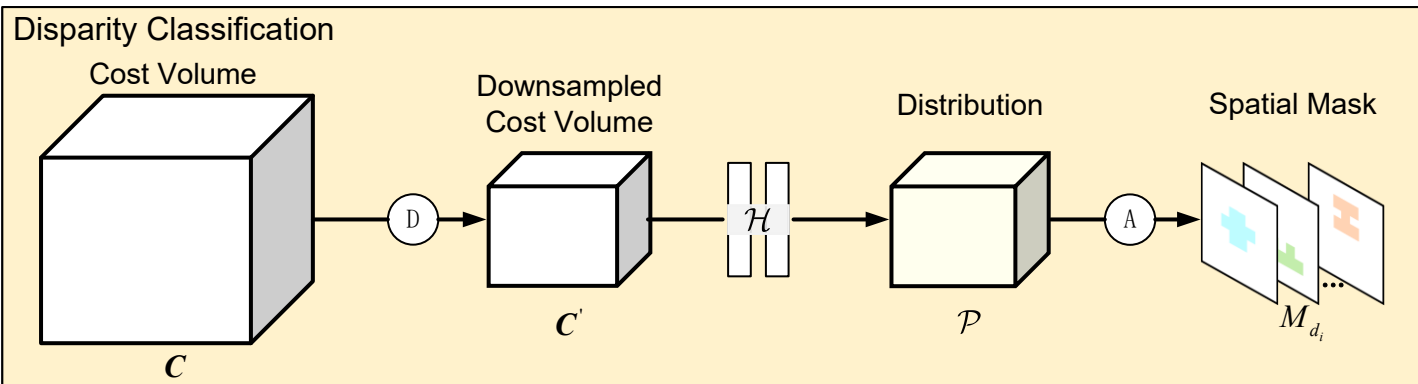 Disparity Classification
Cost Volume
Downsampled
Cost Volume
Distribution
Spatial Mask
D
ℋ
A
...
C
C'
𝒫
M_{d_i}